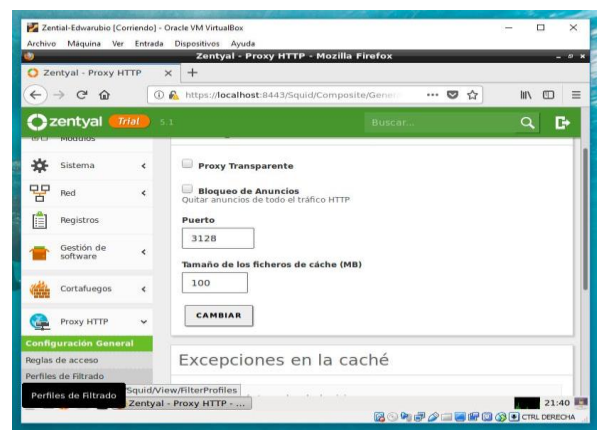 Zential-Edwarubio [Corriendo] - Oracle VM VirtualBox
Archivo Máquina Ver Entrada Dispositivos Ayuda
Zentyal - Proxy HTTP - Mozilla Firefox
Zentyal - Proxy HTTP
https://localhost:8443/Squid/Composite/Gener
zentyal Trial 5.1 Buscar...
Módulos
Sistema
Red
Registros
Gestión de
software
Cortafuegos
Proxy HTTP
Configuración General
Reglas de acceso
Perfiles de Filtrado
Proxy Transparente
Bloqueo de Anuncios
Quitar anuncios de todo el tráfico HTTP
Puerto
3128
Tamaño de los ficheros de cáche (MB)
100
CAMBIAR
Excepciones en la caché
Squid/View/FilterProfiles
Perfiles de Filtrado
Zentyal - Proxy HTTP - ...
21:40
CTRL DERECHA